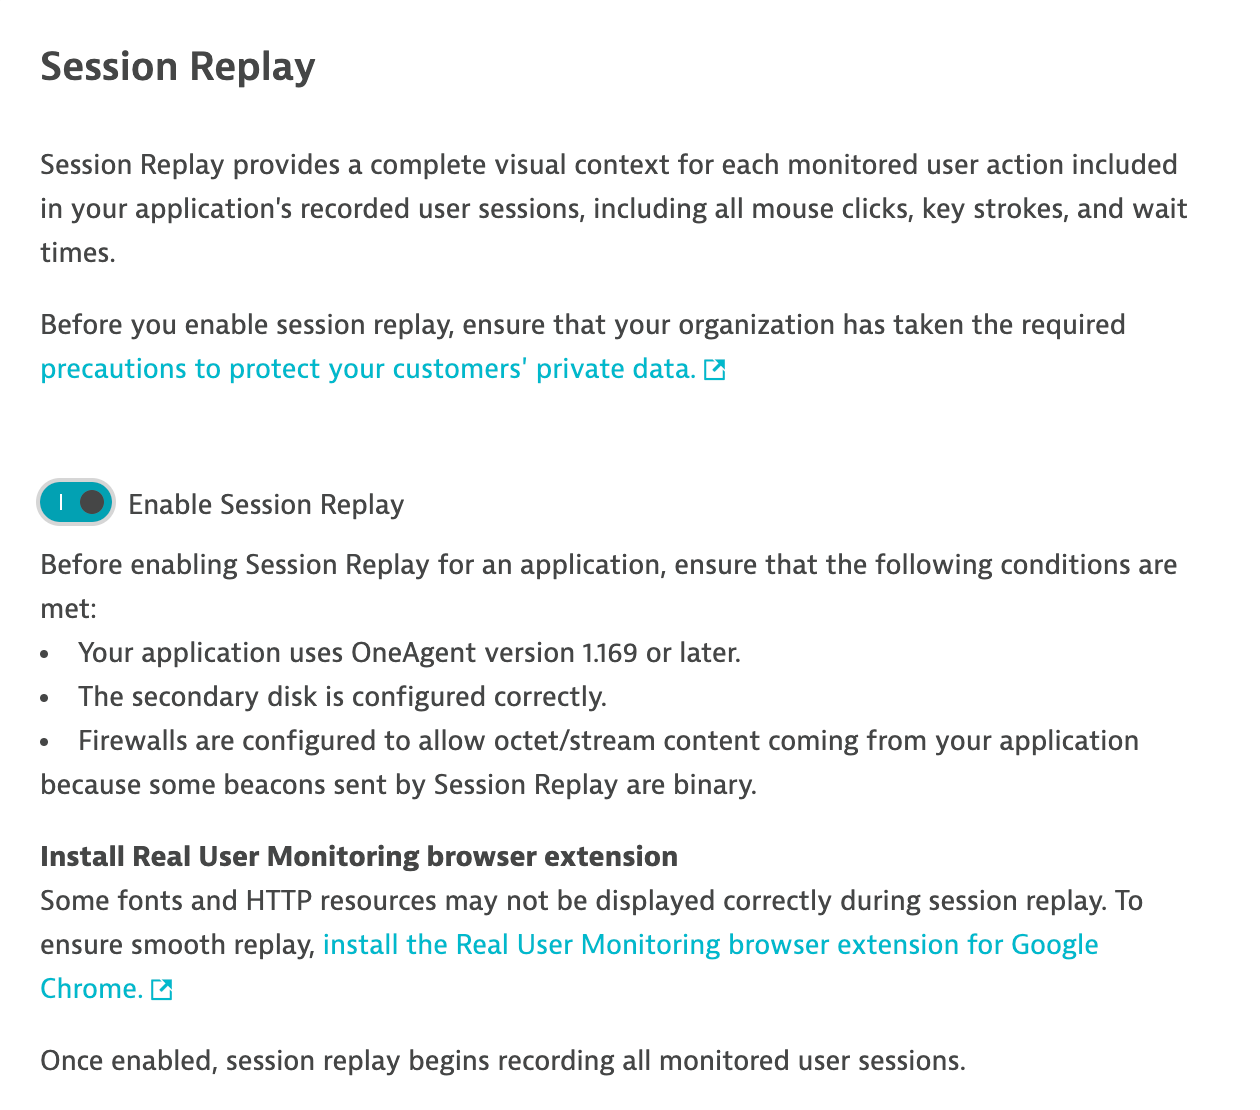 Session Replay
Session Replay provides a complete visual context for each monitored user action included
in your application's recorded user sessions, including all mouse clicks, key strokes, and wait
times.
Before you enable session replay, ensure that your organization has taken the required
precautions to protect your customers' private data.
Enable Session Replay
Before enabling Session Replay for an application, ensure that the following conditions are
met:
• Your application uses OneAgent version 1.169 or later.
• The secondary disk is configured correctly.
• Firewalls are configured to allow octet/stream content coming from your application
because some beacons sent by Session Replay are binary.
Install Real User Monitoring browser extension
Some fonts and HTTP resources may not be displayed correctly during session replay. To
ensure smooth replay, install the Real User Monitoring browser extension for Google
Chrome.
Once enabled, session replay begins recording all monitored user sessions.